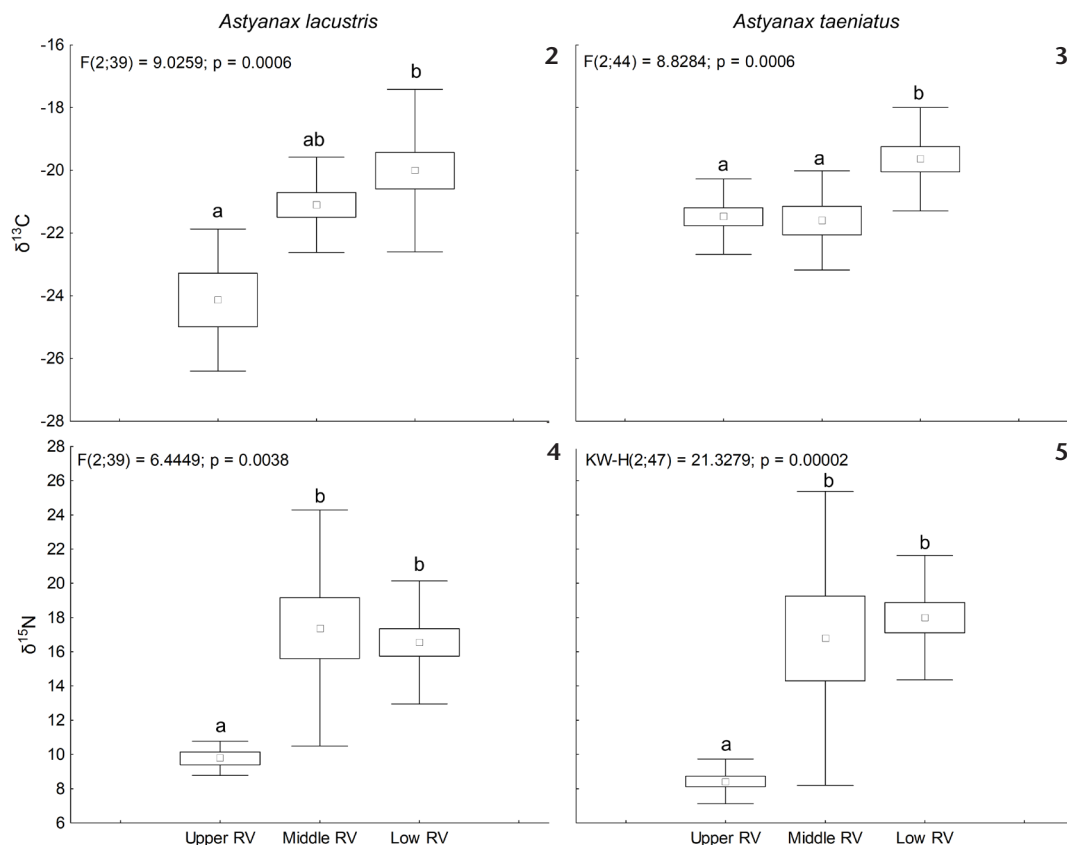 Astyanax lacustris
Astyanax taeniatus
F(2;39) = 9.0259; p = 0.0006
2
F(2;44) = 8.8284; p = 0.0006
3
δ13C
-16
-18
-20
-22
-24
-26
-28
a
ab
b
a
a
b
F(2;39) = 6.4449; p = 0.0038
4
KW-H(2;47) = 21.3279; p = 0.00002
5
δ15N
28
26
24
22
20
18
16
14
12
10
8
6
a
b
b
a
b
b
Upper RV Middle RV Low RV
Upper RV Middle RV Low RV